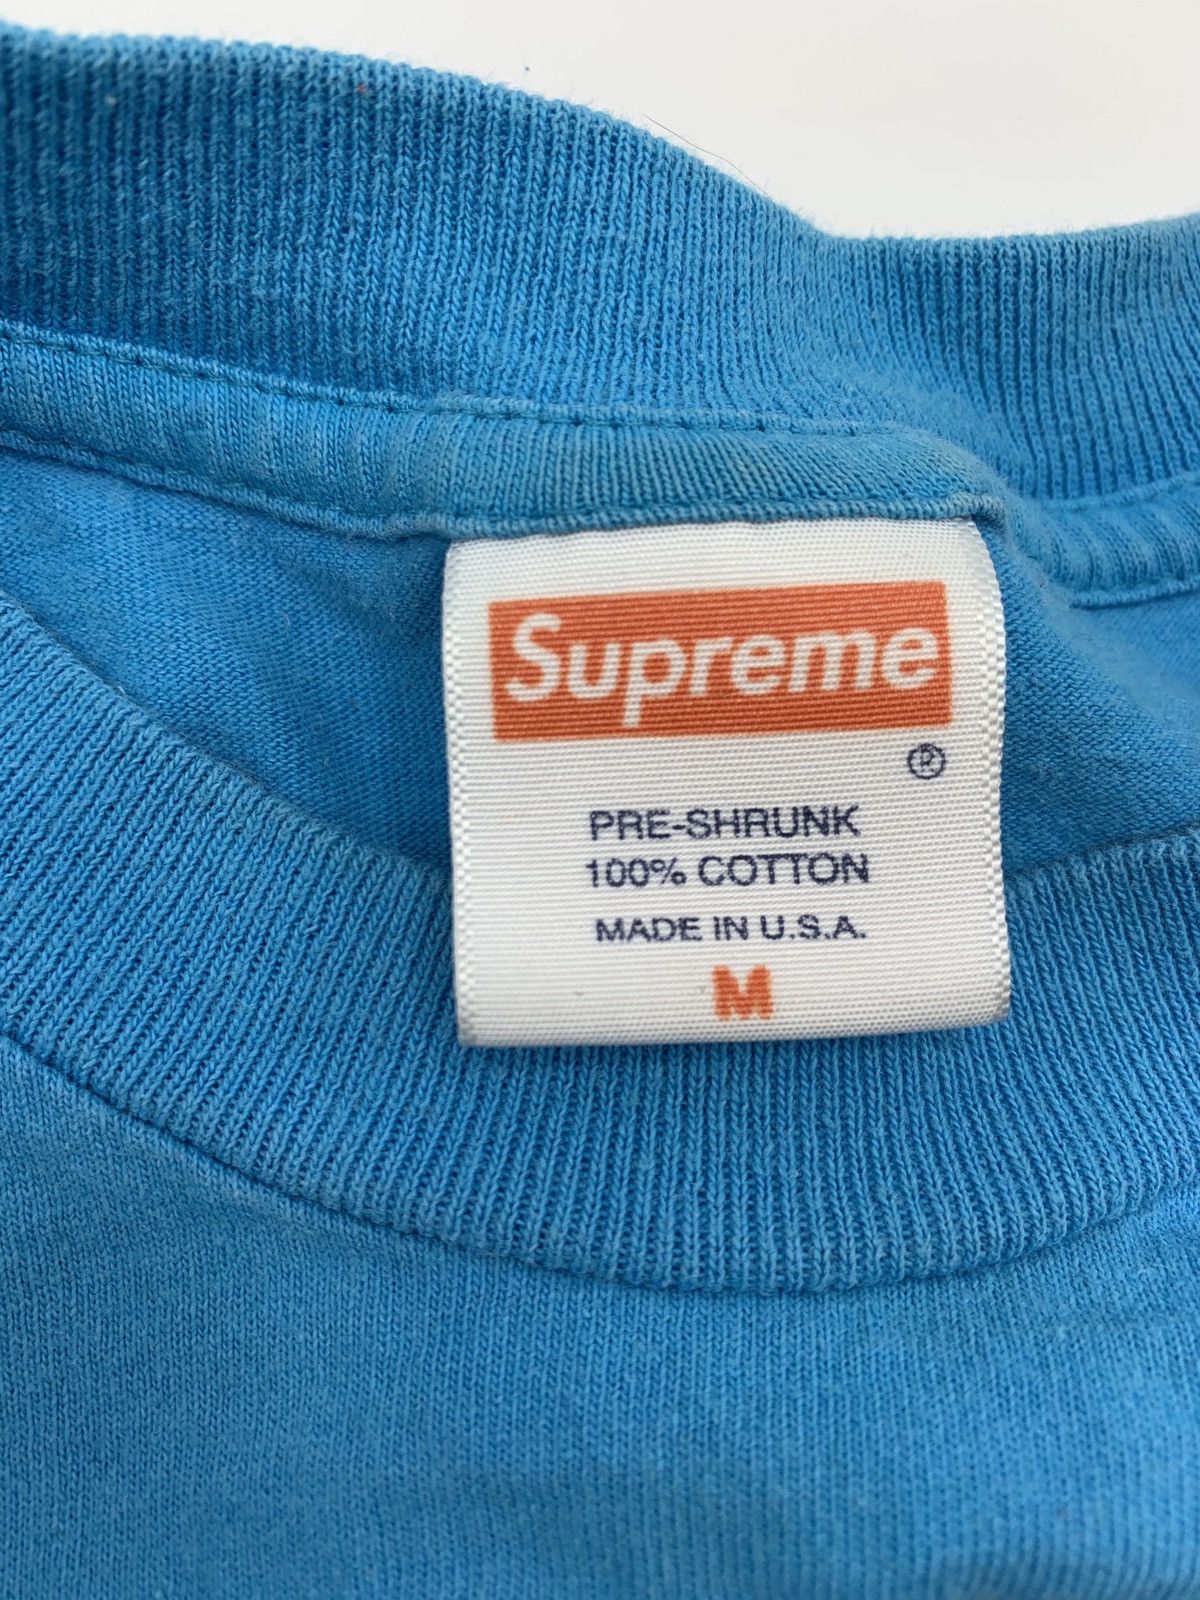 Supreme
®
PRE-SHRUNK
100% COTTON
MADE IN U.S.A.
M